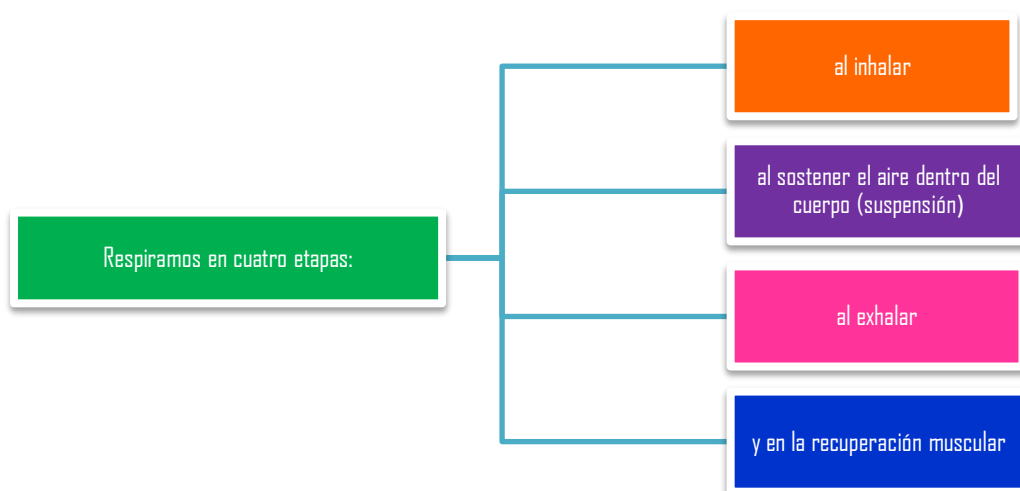 al inhalar
al sostener el aire dentro del
cuerpo (suspensión)
Respiramos en cuatro etapas:
al exhalar
y en la recuperación muscular